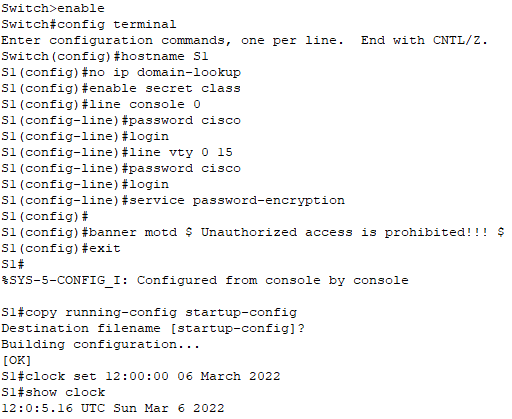 Switch>enable
Switch#config terminal
Enter configuration commands, one per line.  End with CNTL/Z.
Switch(config)#hostname S1
S1(config)#no ip domain-lookup
S1(config)#enable secret class
S1(config)#line console 0
S1(config-line)#password cisco
S1(config-line)#login
S1(config-line)#line vty 0 15
S1(config-line)#password cisco
S1(config-line)#login
S1(config-line)#service password-encryption
S1(config)#
S1(config)#banner motd $ Unauthorized access is prohibited!!! $
S1(config)#exit
S1#
%SYS-5-CONFIG_I: Configured from console by console

S1#copy running-config startup-config
Destination filename [startup-config]?
Building configuration...
[OK]
S1#clock set 12:00:00 06 March 2022
S1#show clock
12:0:5.16 UTC Sun Mar 6 2022